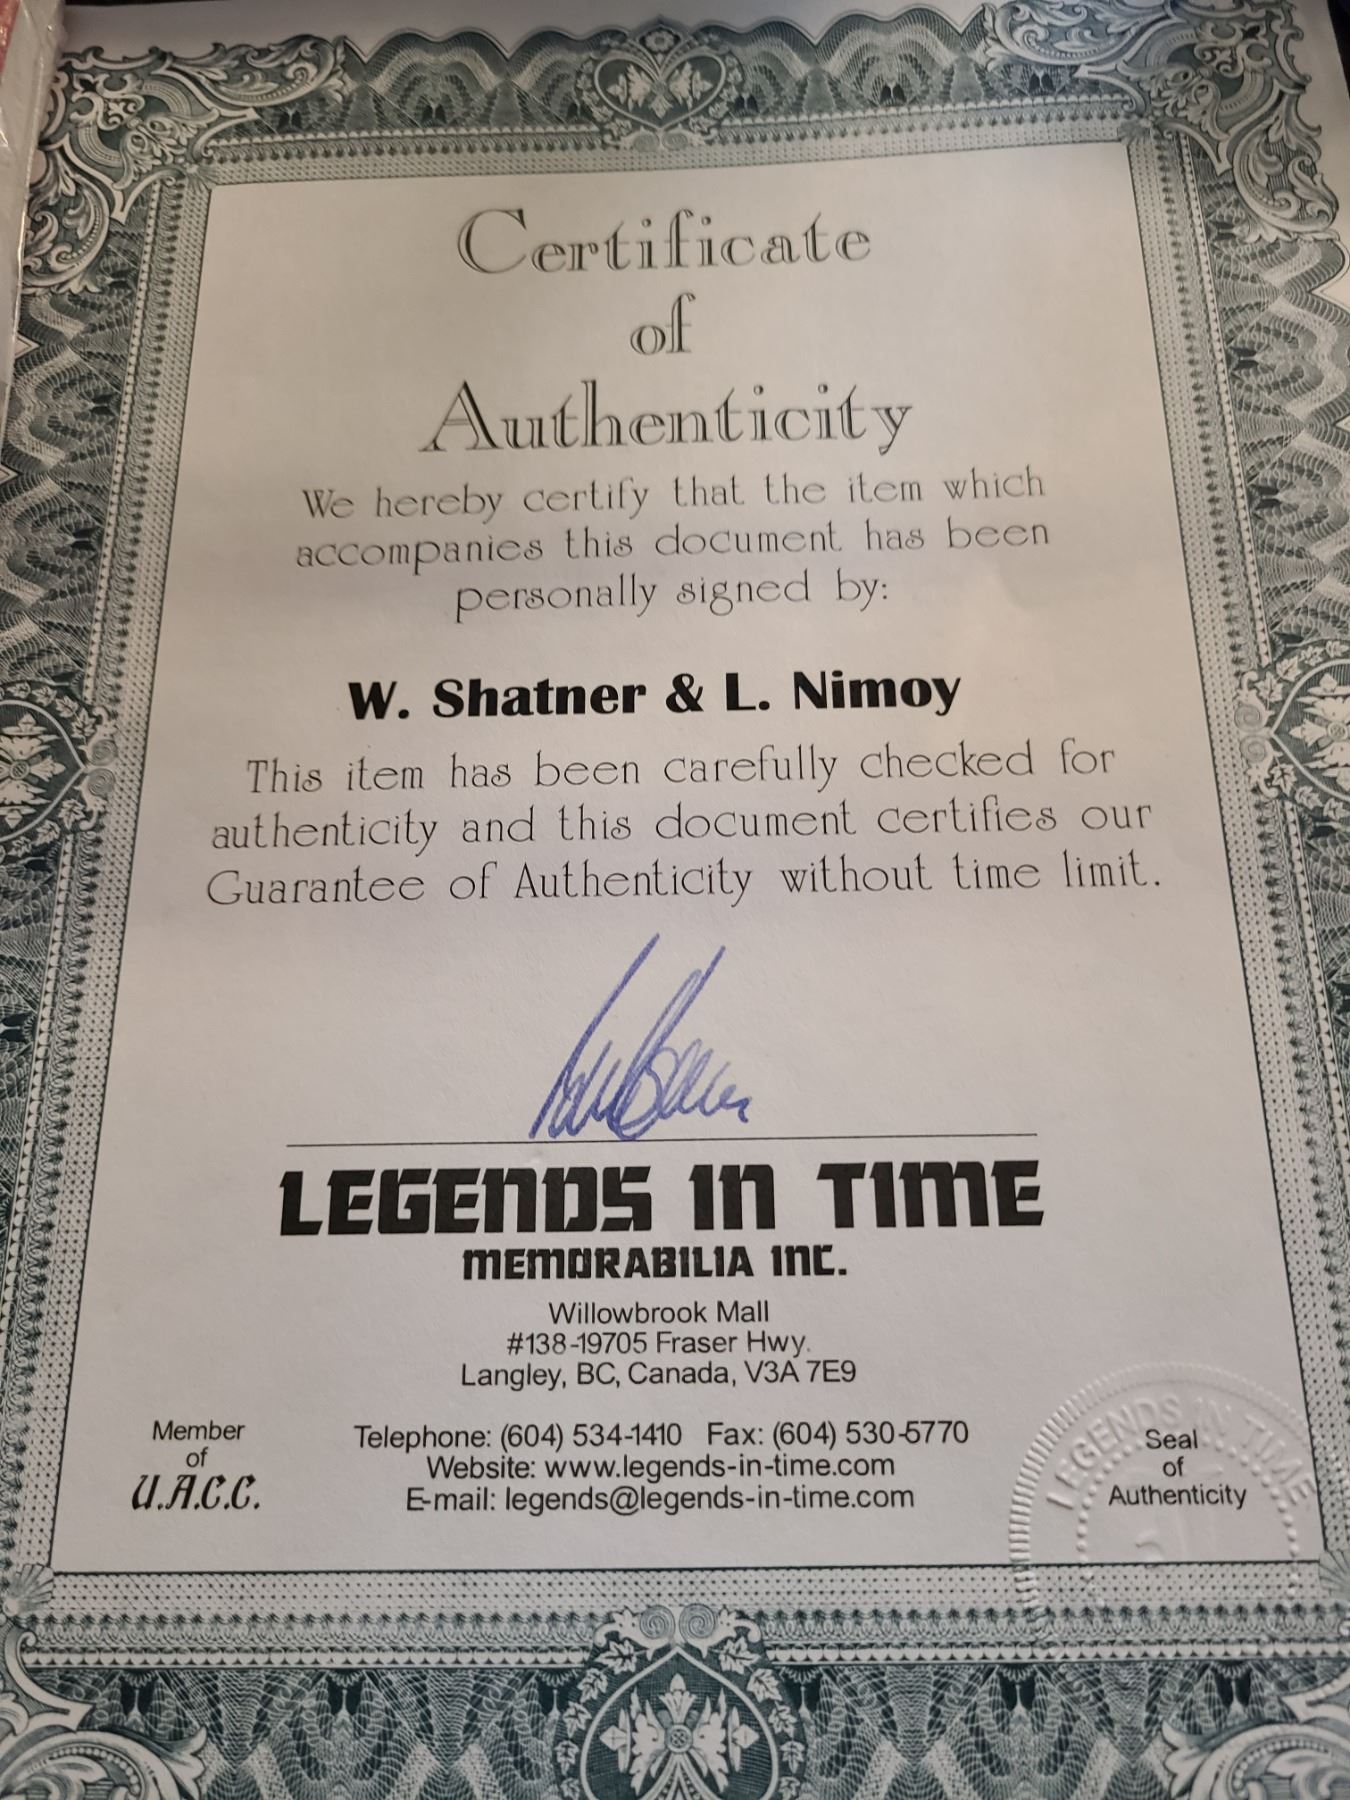 Certificate
of
Authenticity
We hereby certify that the item which
accompanies this document has been
personally signed by:
W. Shatner & L. Nimoy
This item has been carefully checked for
authenticity and this document certifies our
Guarantee of Authenticity without time limit.
LEGENDS IN TIME
MEMORABILIA INC.
Willowbrook Mall
#138-19705 Fraser Hwy.
Langley, BC, Canada, V3A 7E9
Member
of
U.A.C.C.
Telephone: (604) 534-1410 Fax: (604) 530-5770
Website: www.legends-in-time.com
E-mail: legends@legends-in-time.com
LEGENDS IN TIME
Seal
of
Authenticity